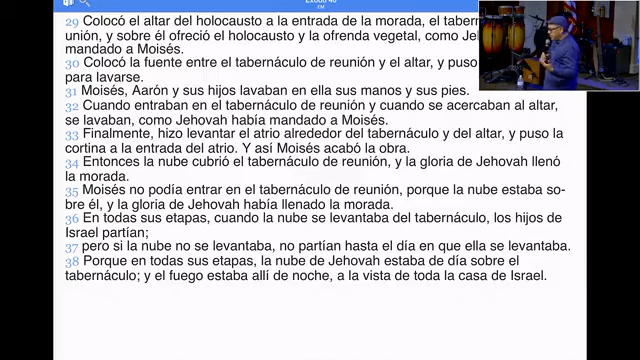 Éxodo 40
EM
29 Colocó el altar del holocausto a la entrada de la morada, el
unión, y sobre él ofreció el holocausto y la ofrenda vegetal, como
mandado a Moisés.
30 Colocó la fuente entre el tabernáculo de reunión y el altar, y puso
para lavarse.
31 Moisés, Aarón y sus hijos lavaban en ella sus manos y sus pies.
32 Cuando entraban en el tabernáculo de reunión y cuando se acercaban al altar,
se lavaban, como Jehovah había mandado a Moisés.
33 Finalmente, hizo levantar el atrio alrededor del tabernáculo y del altar, y puso la
cortina a la entrada del atrio. Y así Moisés acabó la obra.
34 Entonces la nube cubrió el tabernáculo de reunión, y la gloria de Jehovah llenó
la morada.
35 Moisés no podía entrar en el tabernáculo de reunión, porque la nube estaba so-
bre él, y la gloria de Jehovah había llenado la morada.
36 En todas sus etapas, cuando la nube se levantaba del tabernáculo, los hijos de
Israel partían;
37 pero si la nube no se levantaba, no partían hasta el día en que ella se levantaba.
38 Porque en todas sus etapas, la nube de Jehovah estaba de día sobre el
tabernáculo; y el fuego estaba allí de noche, a la vista de toda la casa de Israel.